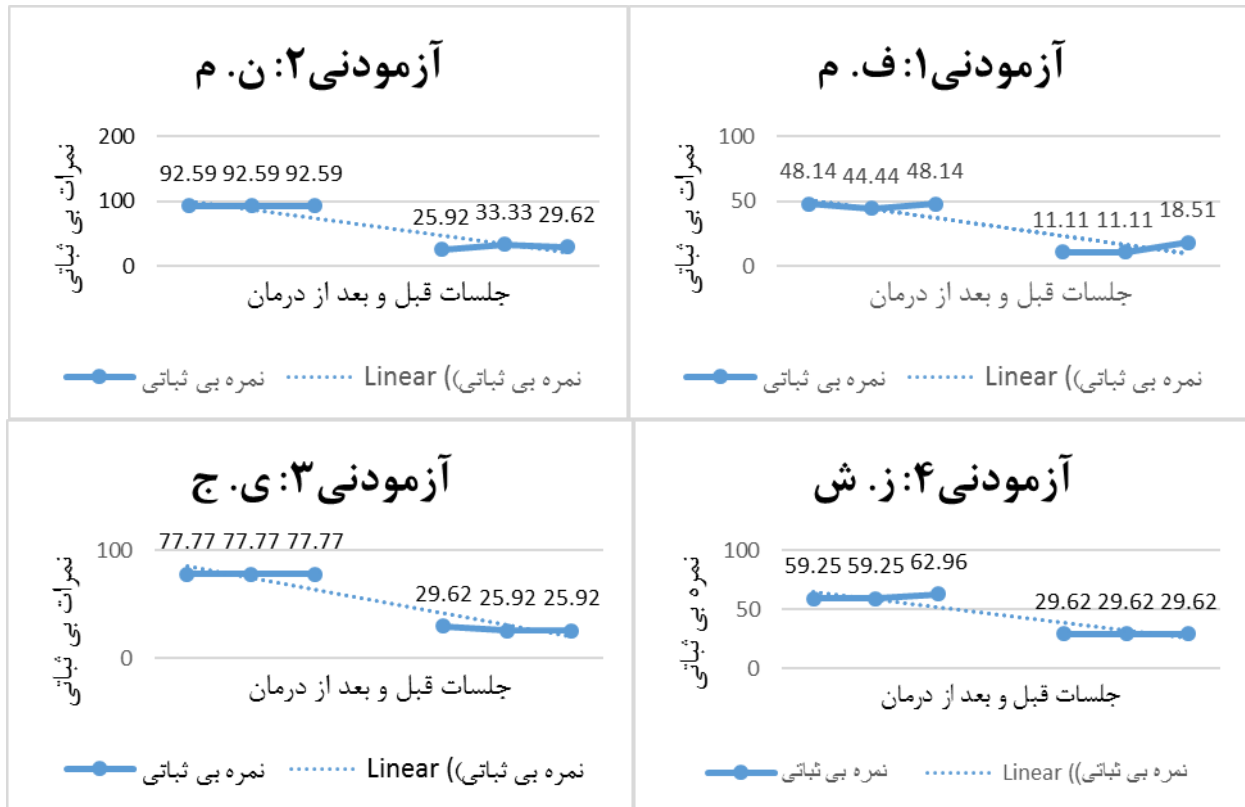 آزمودنی۱: ف. م
نمرات بی ثباتی
100
50
0
48.14 44.44 48.14
11.11 11.11 18.51
جلسات قبل و بعد از درمان
نمره بی ثباتی
Linear ((نمره بی ثباتی
آزمودنی۲: ن. م
نمرات بی ثباتی
200
100
0
92.59 92.59 92.59
25.92 33.33 29.62
جلسات قبل و بعد از درمان
نمره بی ثباتی
Linear ((نمره بی ثباتی
آزمودنی۴: ز. ش
نمره بی ثباتی
100
50
0
59.25 59.25 62.96
29.62 29.62 29.62
جلسات قبل و بعد از درمان
نمره بی ثباتی
Linear ((نمره بی ثباتی
آزمودنی۳: ی. ج
نمرات بی ثباتی
100
0
77.77 77.77 77.77
29.62 25.92 25.92
جلسات قبل و بعد از درمان
نمره بی ثباتی
Linear ((نمره بی ثباتی